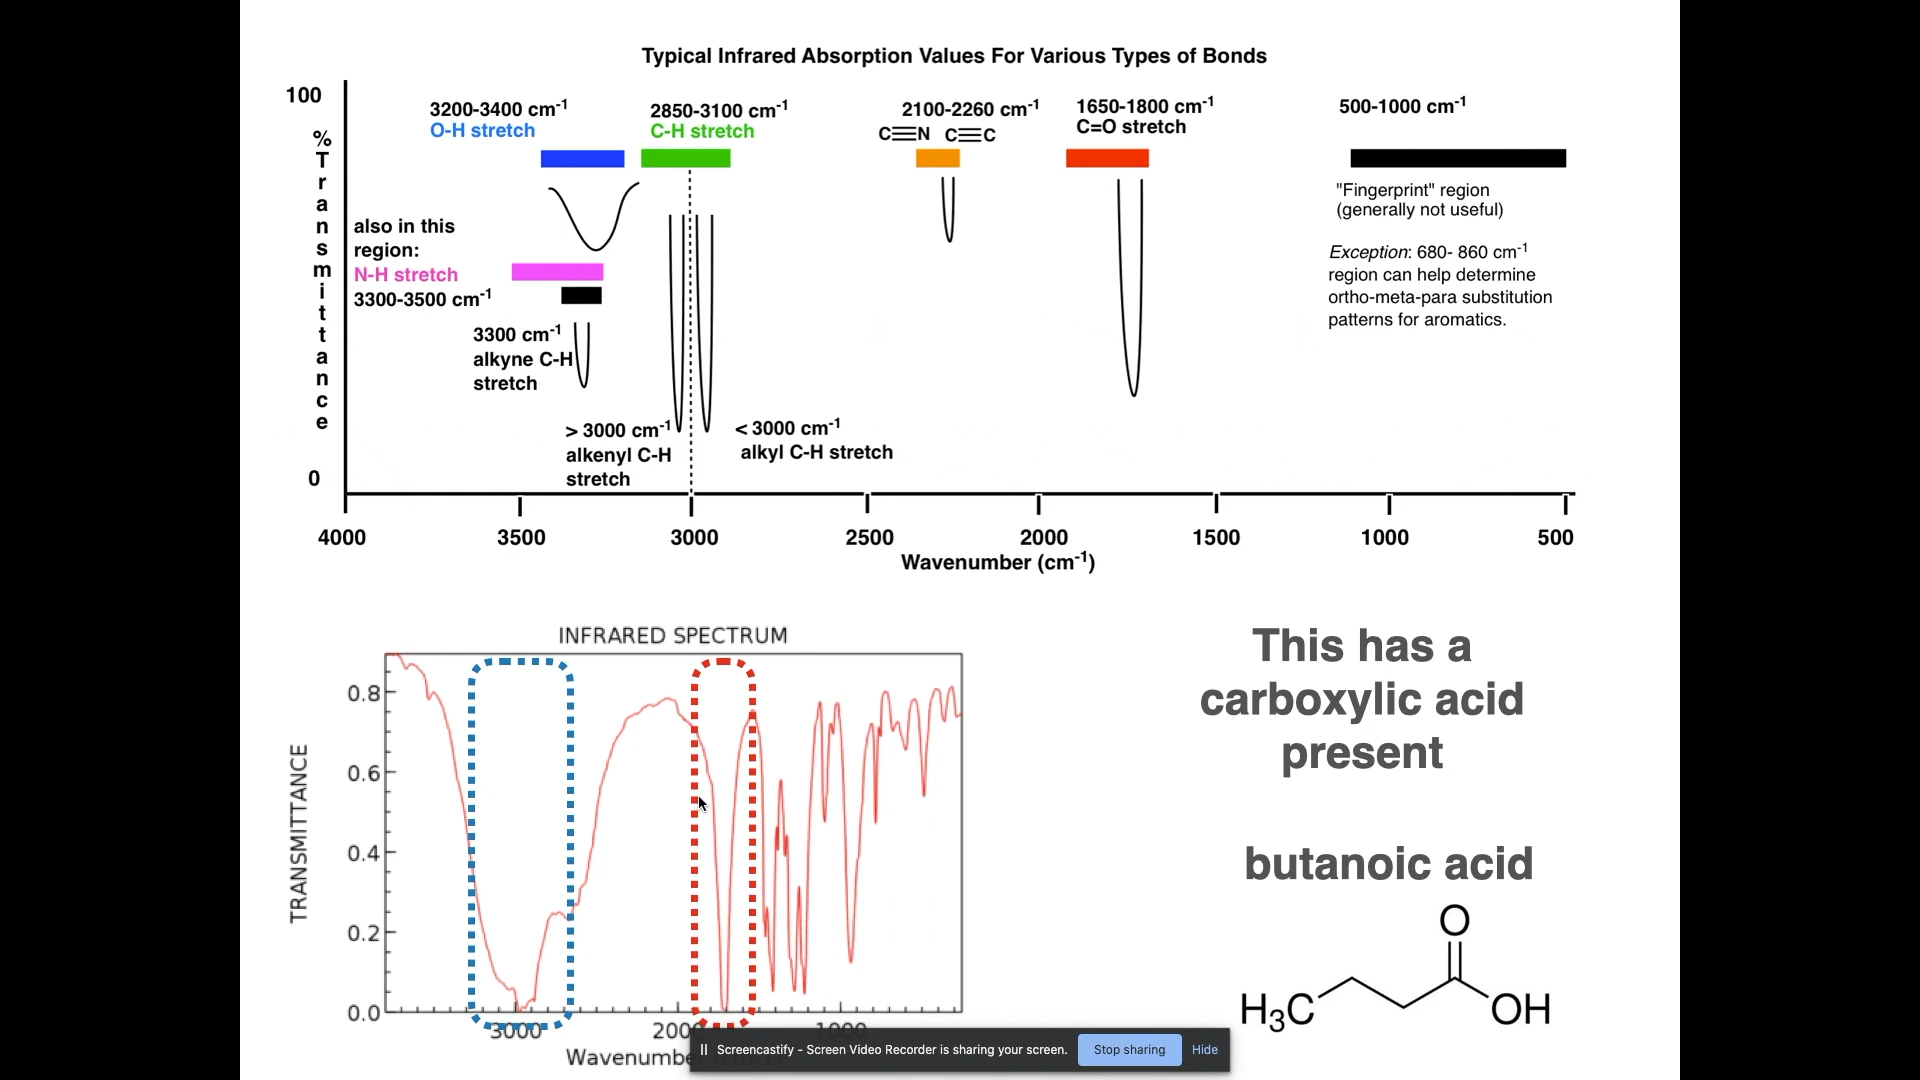 Typical Infrared Absorption Values For Various Types of Bonds
100
% Transmittance
0
3200-3400 cm⁻¹
O-H stretch
2850-3100 cm⁻¹
C-H stretch
2100-2260 cm⁻¹
C≡N C≡C
1650-1800 cm⁻¹
C=O stretch
500-1000 cm⁻¹
"Fingerprint" region
(generally not useful)
Exception: 680- 860 cm⁻¹
region can help determine
ortho-meta-para substitution
patterns for aromatics.
also in this
region:
N-H stretch
3300-3500 cm⁻¹
3300 cm⁻¹
alkyne C-H
stretch
> 3000 cm⁻¹
alkenyl C-H
stretch
< 3000 cm⁻¹
alkyl C-H stretch
4000 3500 3000 2500 2000 1500 1000 500
Wavenumber (cm⁻¹)
INFRARED SPECTRUM
TRANSMITTANCE
0.8
0.6
0.4
0.2
0.0
3000 2000 1000
This has a
carboxylic acid
present
butanoic acid
O
H₃C OH
Screencastify - Screen Video Recorder is sharing your screen. Stop sharing Hide